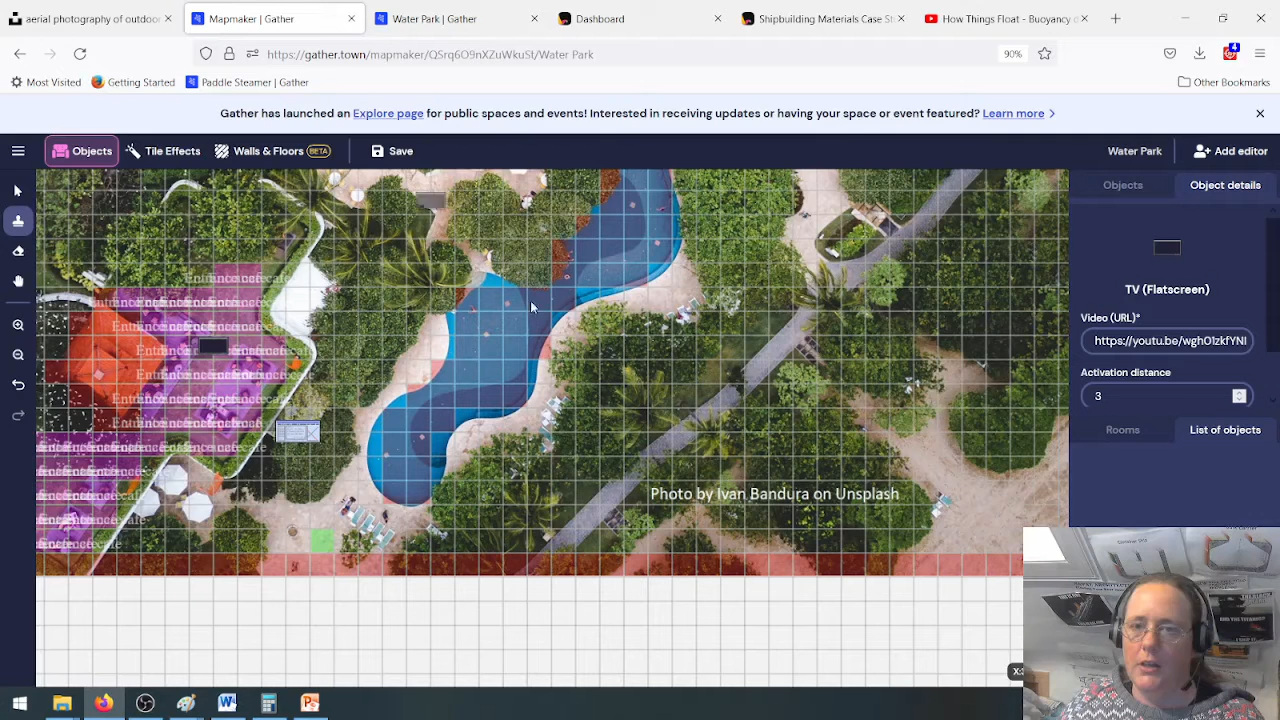 aerial photography of outdoo
Mapmaker | Gather
Water Park | Gather
Dashboard
Shipbuilding Materials Case St
How Things Float - Buoyancy d
https://gather.town/mapmaker/QSrq6O9nXZuWkuSt/Water Park
90%
4
Most Visited
Getting Started
Paddle Steamer | Gather
Other Bookmarks
Gather has launched an Explore page for public spaces and events! Interested in receiving updates or having your space or event featured? Learn more >
Objects
Tile Effects
Walls & Floors BETA
Save
Water Park
Add Editor
Objects
Object details
TV (Flatscreen)
Video (URL)*
https://youtu.be/wghO1zkfYNI
Activation distance
3
Rooms
List of objects
Photo by Ivan Bandura on Unsplash
X: